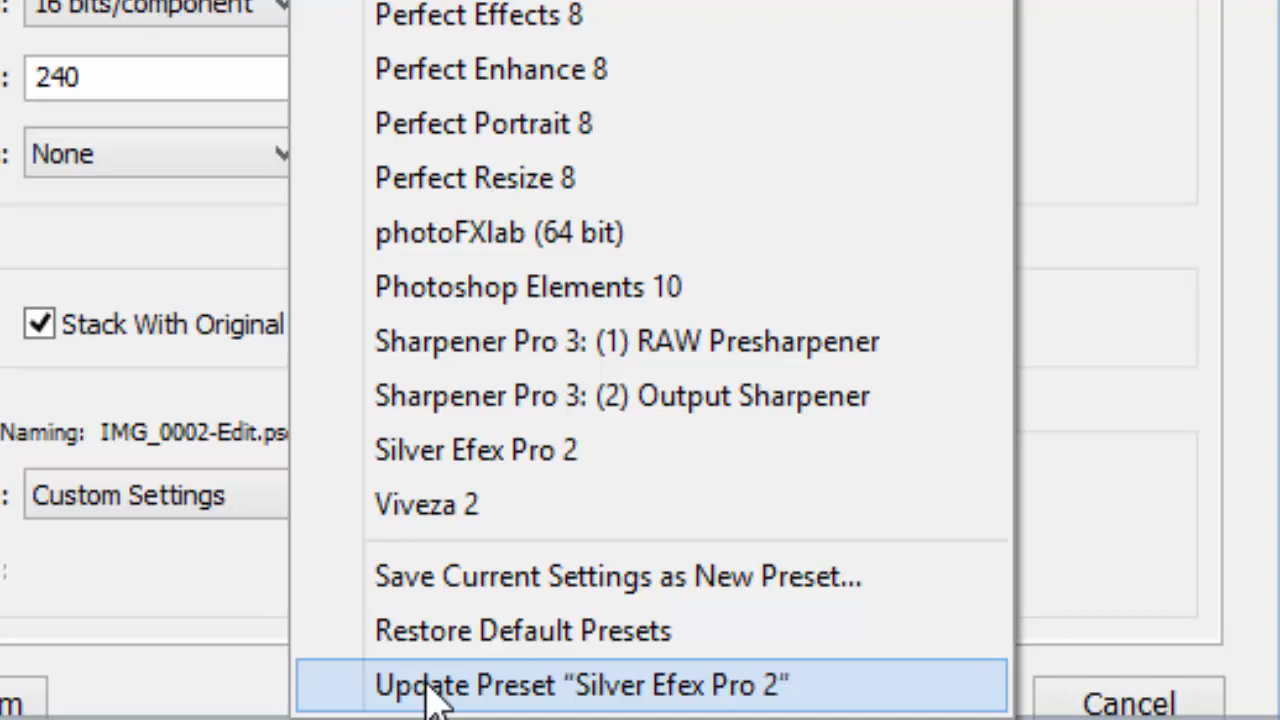 : 16 bits/component
Perfect Effects 8
Perfect Enhance 8
: 240
Perfect Portrait 8
: None
Perfect Resize 8
photoFXlab (64 bit)
Photoshop Elements 10
Stack With Original
Sharpener Pro 3: (1) RAW Presharpener
Sharpener Pro 3: (2) Output Sharpener
Naming: IMG_0002-Edit.ps
Silver Efex Pro 2
: Custom Settings
Viveza 2
:
Save Current Settings as New Preset...
Restore Default Presets
Update Preset “Silver Efex Pro 2”
m
Cancel